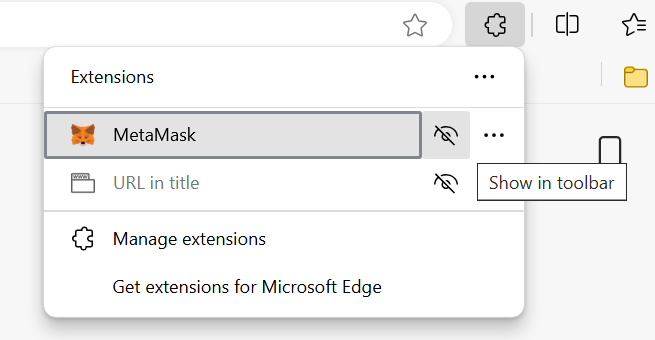 Extensions
MetaMask
URL in title
Show in toolbar
Manage extensions
Get extensions for Microsoft Edge